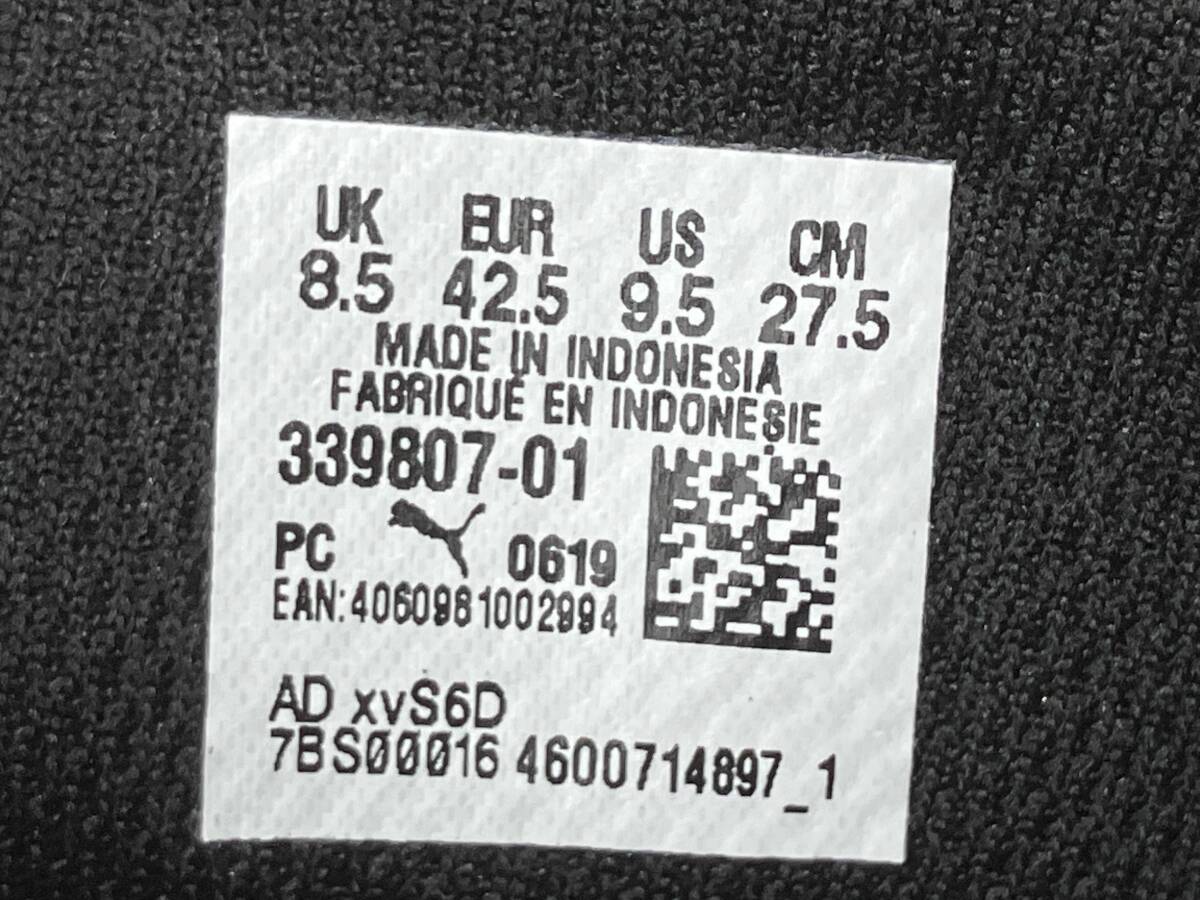 UK EUR US CM
8.5 42.5 9.5 27.5
MADE IN INDONESIA
FABRIQUÉ EN INDONESIE
339807-01
PC 0619
EAN:4060981002994
AD xvS6D
7BS00016 4600714897_1